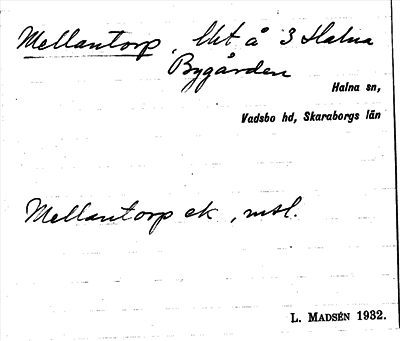 Mellantorp, lht å 3 Halna
Bygården
Halna sn,
Vadsbo hd, Skaraborgs län
Mellantorp ek, mtl.
L. MADSÉN 1932.